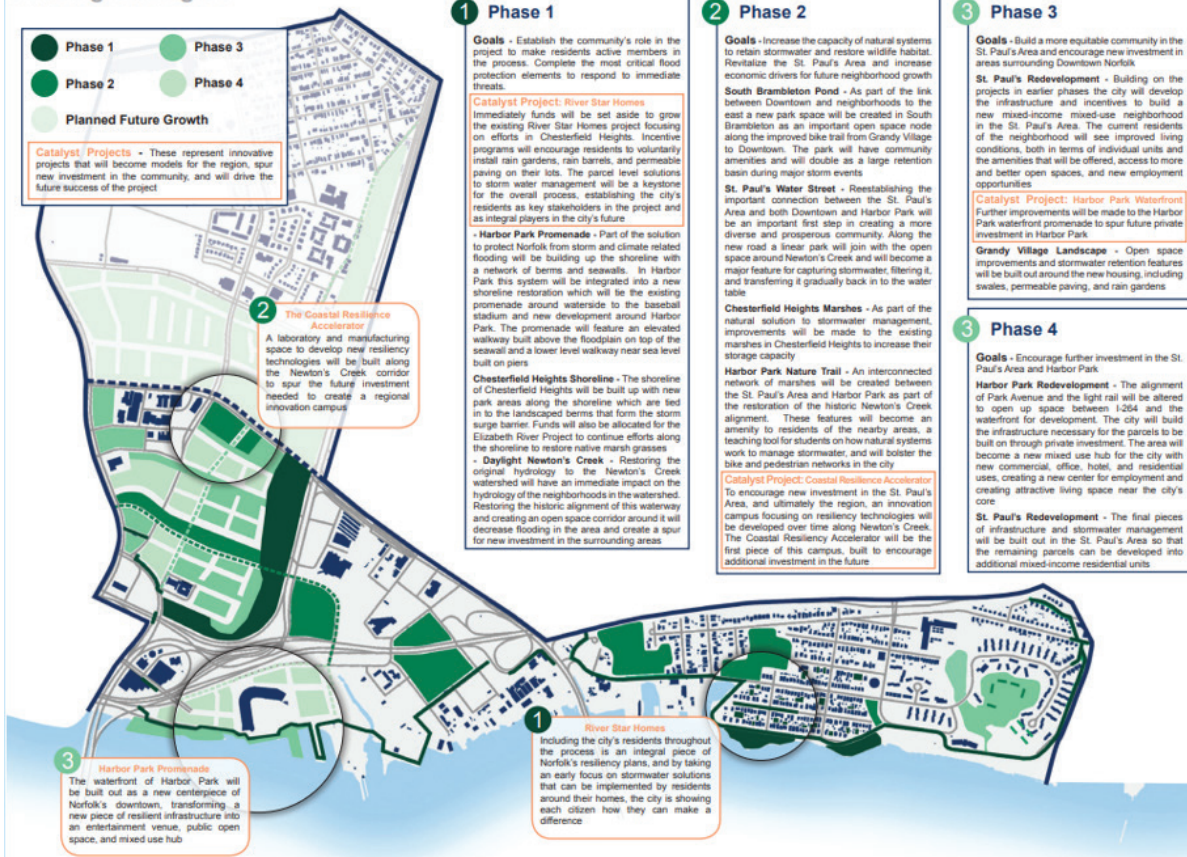 Phase 1
Phase 3
Phase 2
Phase 4
Planned Future Growth
Catalyst Projects - These represent innovative
projects that will become models for the region, spur
new investment in the community, and will drive the
future success of the project
2
The Coastal Resilience
Accelerator
A laboratory and manufacturing
space to develop new resiliency
technologies will be built along
the Newton's Creek corridor
to spur the future investment
needed to create a regional
innovation campus
3
Harbor Park Promenade
The waterfront of Harbor Park will
be built out as a new centerpiece of
Norfolk's downtown, transforming a
new piece of resilient infrastructure into
an entertainment venue, public open
space, and mixed use hub
1
River Star Homes
Including the city's residents throughout
the process is an integral piece of
Norfolk's resiliency plans, and by taking
an early focus on stormwater solutions
that can be implemented by residents
around their homes, the city is showing
each citizen how they can make a
difference
1 Phase 1
Goals - Establish the community's role in the
project to make residents active members in
the process. Complete the most critical flood
protection elements to respond to immediate
threats.
Catalyst Project: River Star Homes
Immediately funds will be set aside to grow
the existing River Star Homes project focusing
on efforts in Chesterfield Heights. Incentive
programs will encourage residents to voluntarily
install rain gardens, rain barrels, and permeable
paving on their lots. The parcel level solutions
to storm water management will be a keystone
for the overall process, establishing the city's
residents as key stakeholders in the project and
as integral players in the city's future
- Harbor Park Promenade - Part of the solution
to protect Norfolk from storm and climate related
flooding will be building up the shoreline with
a network of berms and seawalls. In Harbor
Park this system will be integrated into a new
shoreline restoration which will tie the existing
promenade around waterside to the baseball
stadium and new development around Harbor
Park. The promenade will feature an elevated
walkway built above the floodplain on top of the
seawall and a lower level walkway near sea level
built on piers
Chesterfield Heights Shoreline - The shoreline
of Chesterfield Heights will be built up with new
park areas along the shoreline which are tied
in to the landscaped berms that form the storm
surge barrier. Funds will also be allocated for the
Elizabeth River Project to continue efforts along
the shoreline to restore native marsh grasses
- Daylight Newton's Creek - Restoring the
original hydrology to the Newton's Creek
watershed will have an immediate impact on the
hydrology of the neighborhoods in the watershed.
Restoring the historic alignment of this waterway
and creating an open space corridor around it will
decrease flooding in the area and create a spur
for new investment in the surrounding areas
2 Phase 2
Goals - Increase the capacity of natural systems
to retain stormwater and restore wildlife habitat.
Revitalize the St. Paul's Area and increase
economic drivers for future neighborhood growth
South Brambleton Pond - As part of the link
between Downtown and neighborhoods to the
east a new park space will be created in South
Brambleton as an important open space node
along the improved bike trail from Grandy Village
to Downtown. The park will have community
amenities and will double as a large retention
basin during major storm events
St. Paul's Water Street - Reestablishing the
important connection between the St. Paul's
Area and both Downtown and Harbor Park will
be an important first step in creating a more
diverse and prosperous community. Along the
new road a linear park will join with the open
space around Newton's Creek and will become a
major feature for capturing stormwater, filtering it,
and transferring it gradually back in to the water
table
Chesterfield Heights Marshes - As part of the
natural solution to stormwater management,
improvements will be made to the existing
marshes in Chesterfield Heights to increase their
storage capacity
Harbor Park Nature Trail - An interconnected
network of marshes will be created between
the St. Paul's Area and Harbor Park as part of
the restoration of the historic Newton's Creek
alignment. These features will become an
amenity to residents of the nearby areas, a
teaching tool for students on how natural systems
work to manage stormwater, and will bolster the
bike and pedestrian networks in the city
Catalyst Project: Coastal Resilience Accelerator
To encourage new investment in the St. Paul's
Area, and ultimately the region, an innovation
campus focusing on resiliency technologies will
be developed over time along Newton's Creek.
The Coastal Resiliency Accelerator will be the
first piece of this campus, built to encourage
additional investment in the future
3 Phase 3
Goals - Build a more equitable community in the
St. Paul's Area and encourage new investment in
areas surrounding Downtown Norfolk
St. Paul's Redevelopment - Building on the
projects in earlier phases the city will develop
the infrastructure and incentives to build a
new mixed-income mixed-use neighborhood
in the St. Paul's Area. The current residents of
the neighborhood will see improved living
conditions, both in terms of individual units and
the amenities that will be offered, access to more
and better open spaces, and new employment
opportunities
Catalyst Project: Harbor Park Waterfront
Further improvements will be made to the Harbor
Park waterfront promenade to spur future private
investment in Harbor Park
Grandy Village Landscape - Open space
improvements and stormwater retention features
will be built out around the new housing, including
swales, permeable paving, and rain gardens
3 Phase 4
Goals - Encourage further investment in the St.
Paul's Area and Harbor Park
Harbor Park Redevelopment - The alignment
of Park Avenue and the light rail will be altered
to open up space between I-264 and the
waterfront for development. The city will build
the infrastructure necessary for the parcels to be
built on through private investment. The area will
become a new mixed use hub for the city with
new commercial, office, hotel, and residential
uses, creating a new center for employment and
creating attractive living space near the city's
core
St. Paul's Redevelopment - The final pieces
of infrastructure and stormwater management
will be built out in the St. Paul's Area so that
the remaining parcels can be developed into
additional mixed-income residential units